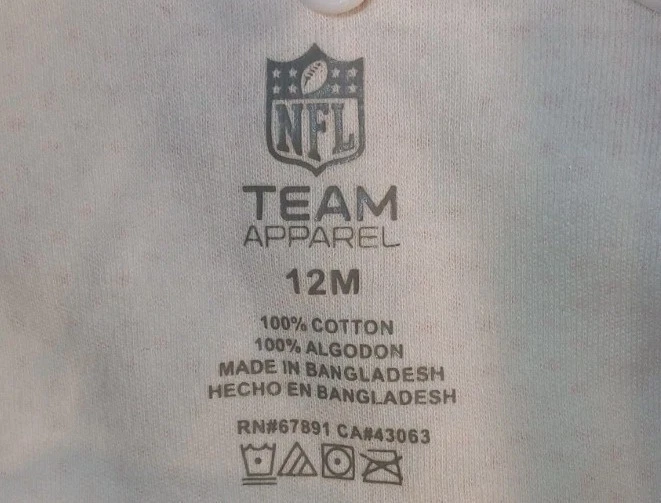 NFL
TEAM
APPAREL
12M
100% COTTON
100% ALGODON
MADE IN BANGLADESH
HECHO EN BANGLADESH
RN#67891 CA#43063